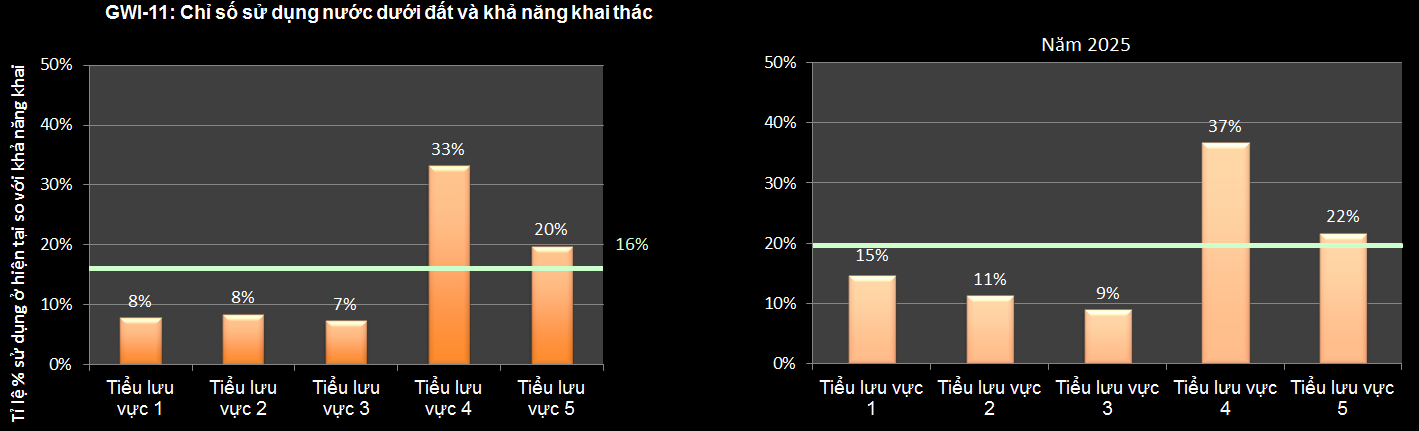 GWI-11: Chỉ số sử dụng nước dưới đất và khả năng khai thác
Tỉ lệ % sử dụng ở hiện tại so với khả năng khai
50%
40%
30%
20%
10%
0%
8%
8%
7%
33%
20%
16%
Tiểu lưu
vực 1
Tiểu lưu
vực 2
Tiểu lưu
vực 3
Tiểu lưu
vực 4
Tiểu lưu
vực 5
Năm 2025
50%
40%
30%
20%
10%
0%
15%
11%
9%
37%
22%
Tiểu lưu vực
1
Tiểu lưu vực
2
Tiểu lưu vực
3
Tiểu lưu vực
4
Tiểu lưu vực
5